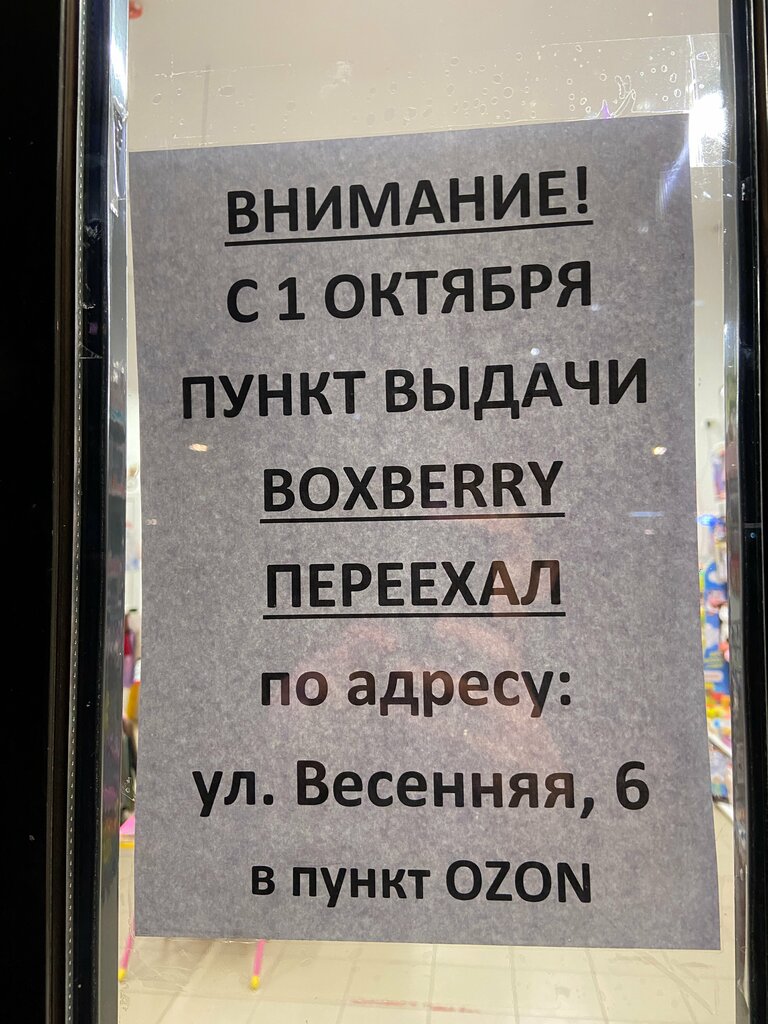 ВНИМАНИЕ!
С 1 ОКТЯБРЯ
ПУНКТ ВЫДАЧИ
BOXBERRY
ПЕРЕЕХАЛ
по адресу:
ул. Весенняя, 6
в пункт OZON